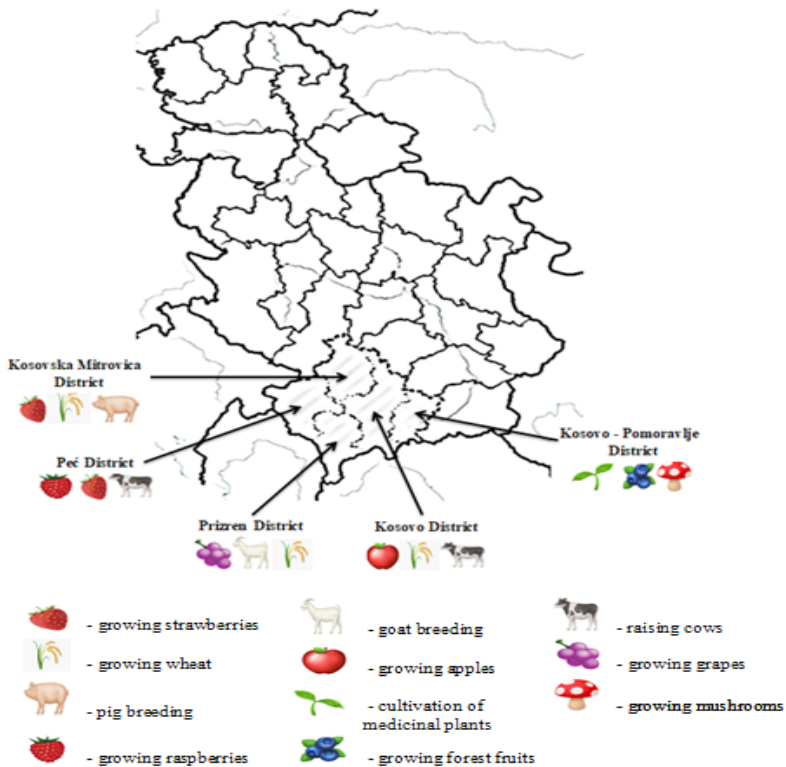 Kosovska Mitrovica
District
Kosovo - Pomoravlje
District
Peć District
Prizren District
Kosovo District
- growing strawberries
- goat breeding
- raising cows
- growing wheat
- growing apples
- growing grapes
- pig breeding
- cultivation of
medicinal plants
- growing mushrooms
- growing raspberries
- growing forest fruits